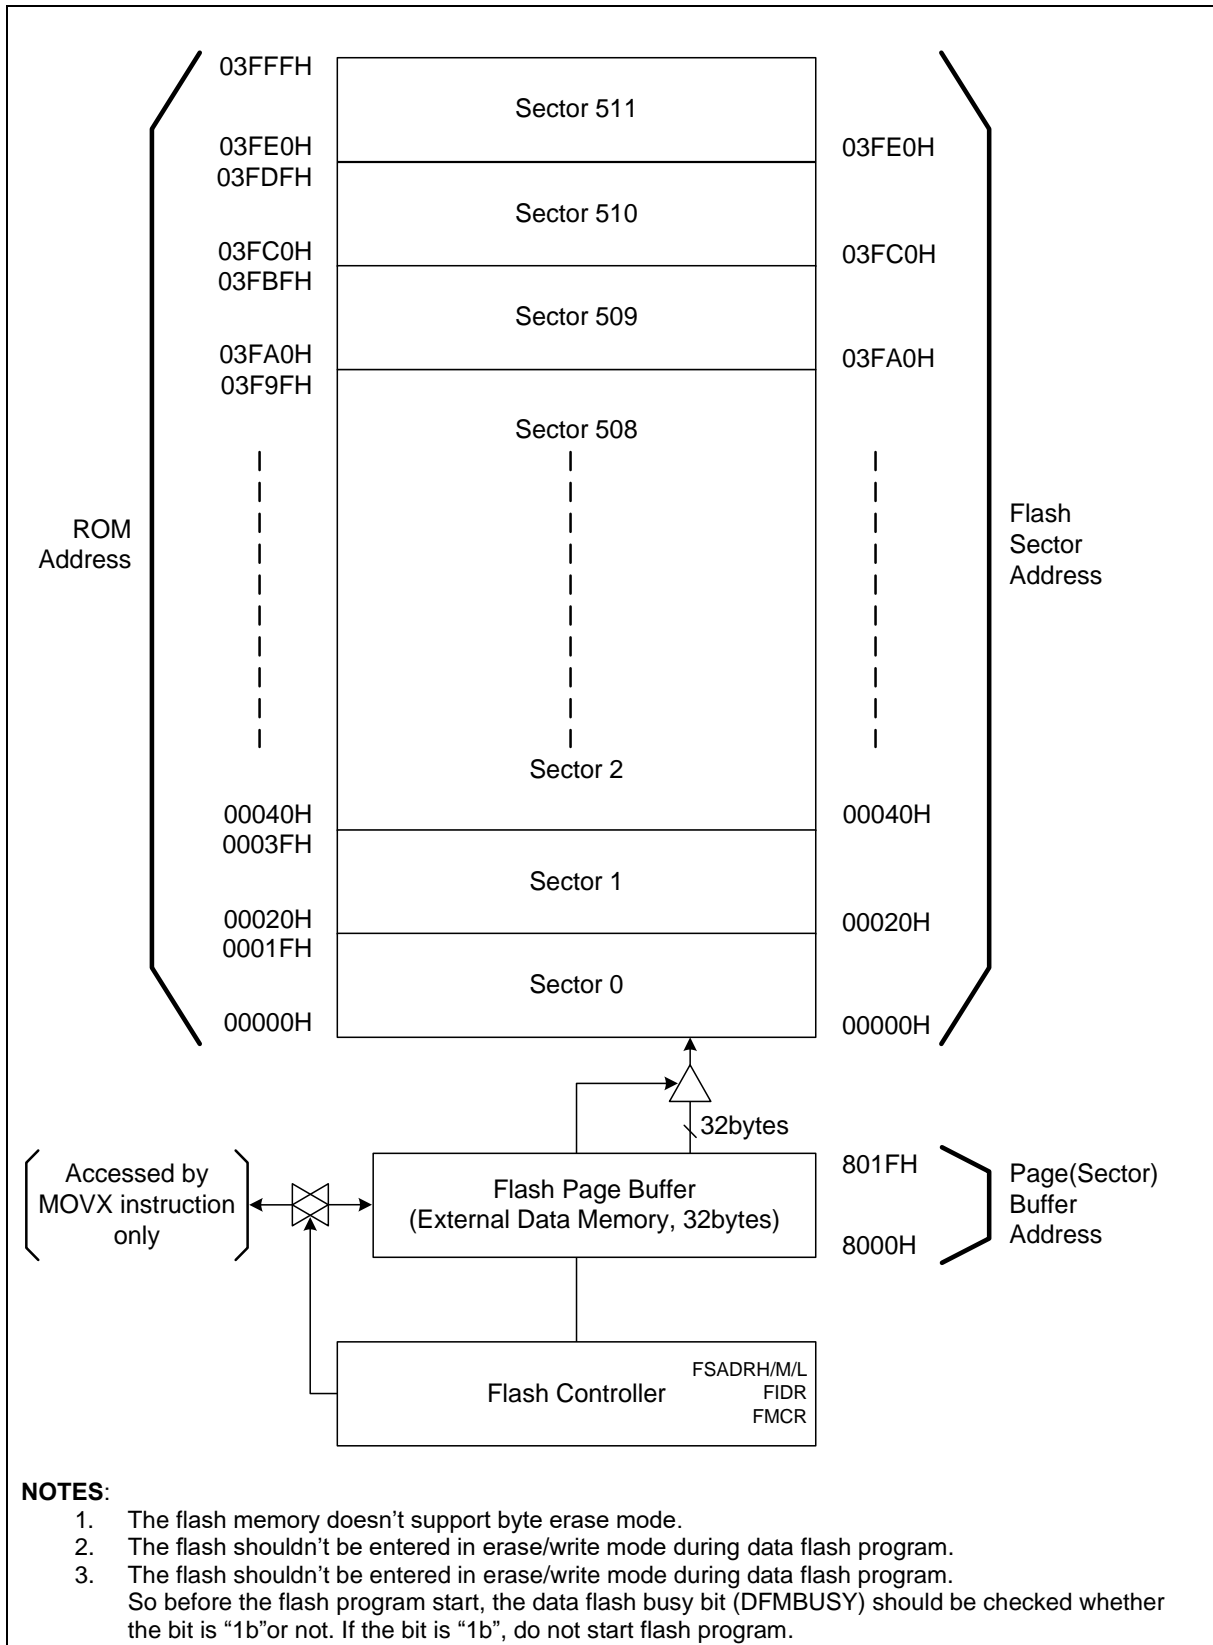 03FFFH
Sector 511
03FE0H
03FE0H
03FDFH
Sector 510
03FC0H
03FC0H
03FBFH
Sector 509
03FA0H
03FA0H
03F9FH
Sector 508
ROM
Address
Flash
Sector
Address
Sector 2
00040H
00040H
0003FH
Sector 1
00020H
00020H
0001FH
Sector 0
00000H
00000H
32bytes
Accessed by
MOVX instruction
only
Flash Page Buffer
(External Data Memory, 32bytes)
801FH
8000H
Page(Sector)
Buffer
Address
Flash Controller
FSADRH/M/L
FIDR
FMCR
NOTES:
1. The flash memory doesn’t support byte erase mode.
2. The flash shouldn’t be entered in erase/write mode during data flash program.
3. The flash shouldn’t be entered in erase/write mode during data flash program.
So before the flash program start, the data flash busy bit (DFMBUSY) should be checked whether
the bit is “1b”or not. If the bit is “1b”, do not start flash program.